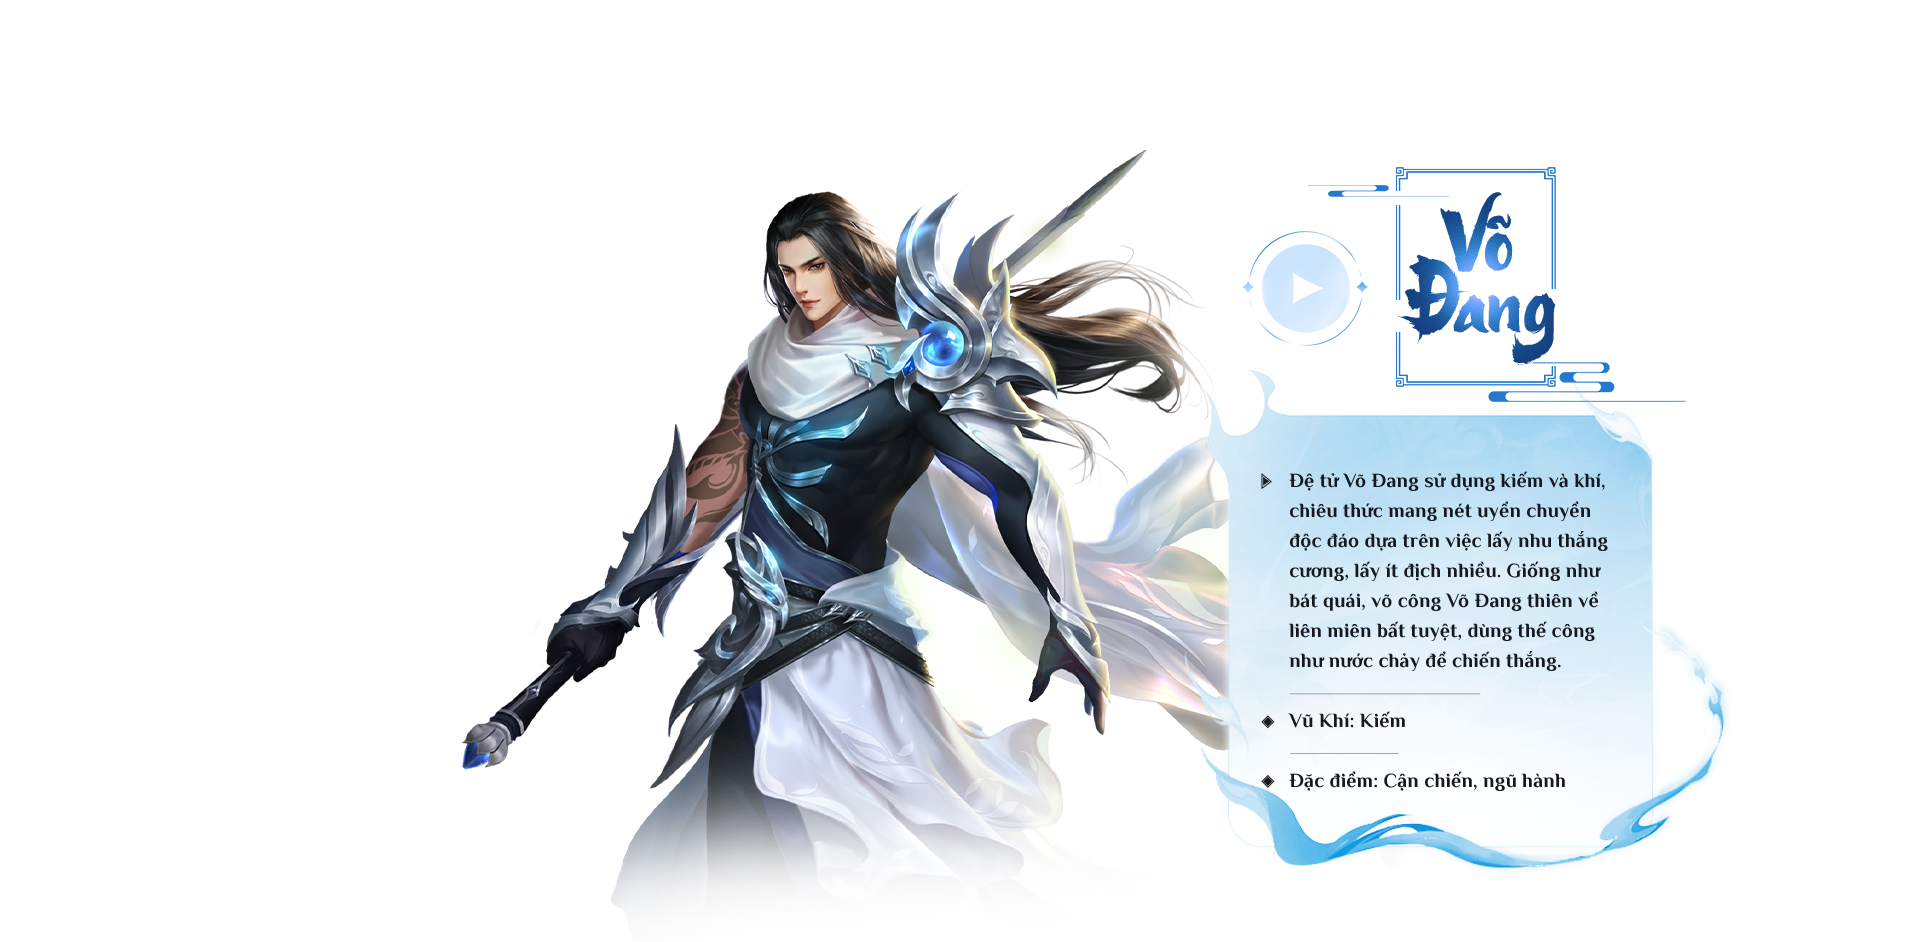 Võ
Đang
Đệ tử Võ Đang sử dụng kiếm và khí,
chiêu thức mang nét uyển chuyển
độc đáo dựa trên việc lấy nhu thắng
cương, lấy ít địch nhiều. Giống như
bát quái, võ công Võ Đang thiên về
liên miên bất tuyệt, dùng thế công
như nước chảy để chiến thắng.
Vũ Khí: Kiếm
Đặc điểm: Cận chiến, ngũ hành